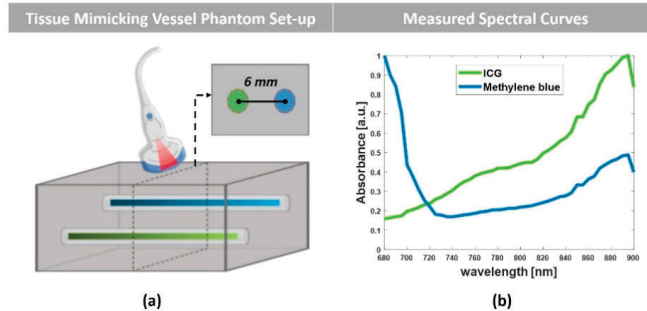 Tissue Mimicking Vessel Phantom Set-up
Measured Spectral Curves
6 mm
ICG
Methylene blue
Absorbance [a.u.]
1
0.9
0.8
0.7
0.6
0.5
0.4
0.3
0.2
0.1
0
680 700 720 740 760 780 800 820 840 860 880 900
wavelength [nm]
(a)
(b)